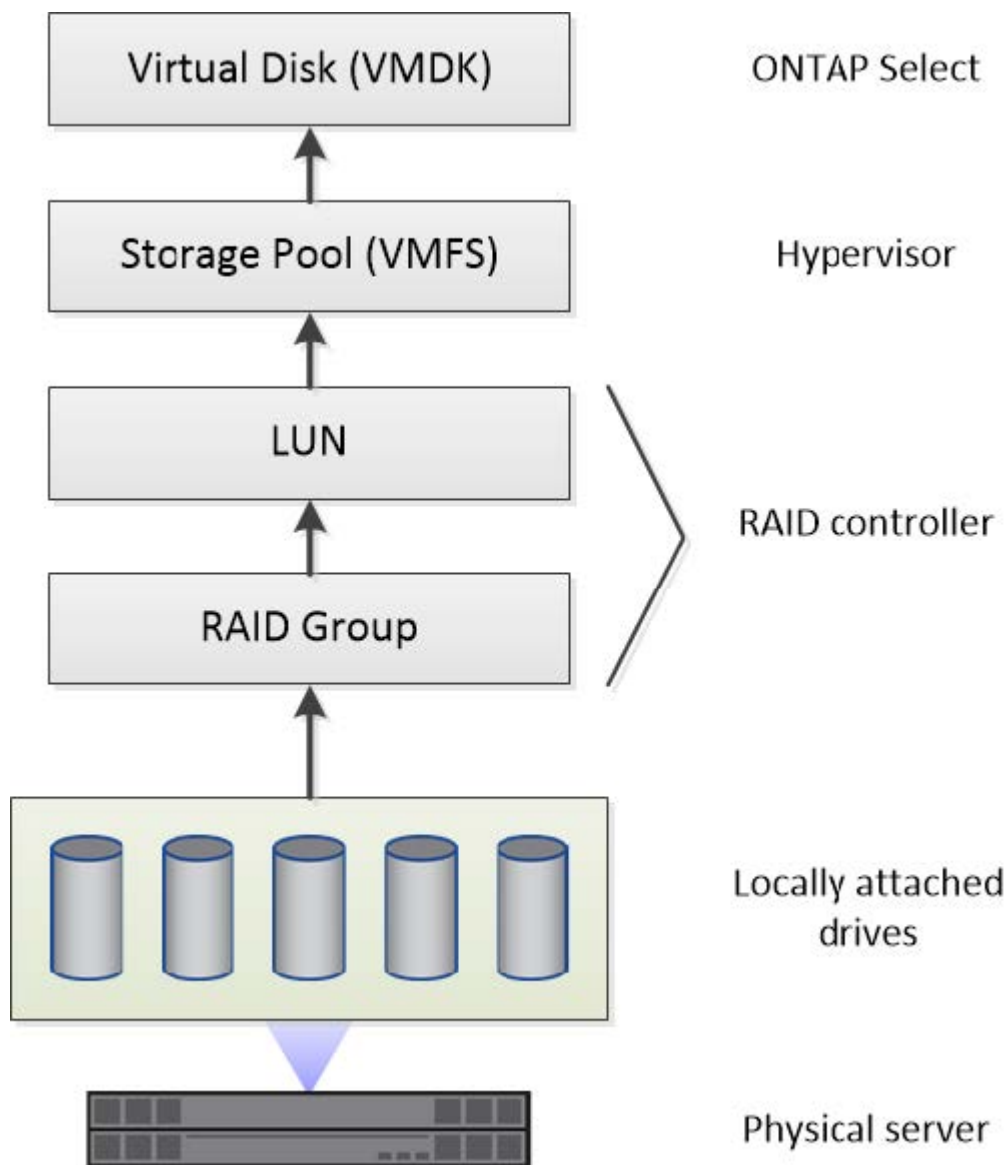 Virtual Disk (VMDK)
ONTAP Select
Storage Pool (VMFS)
Hypervisor
LUN
RAID controller
RAID Group
Locally attached
drives
Physical server